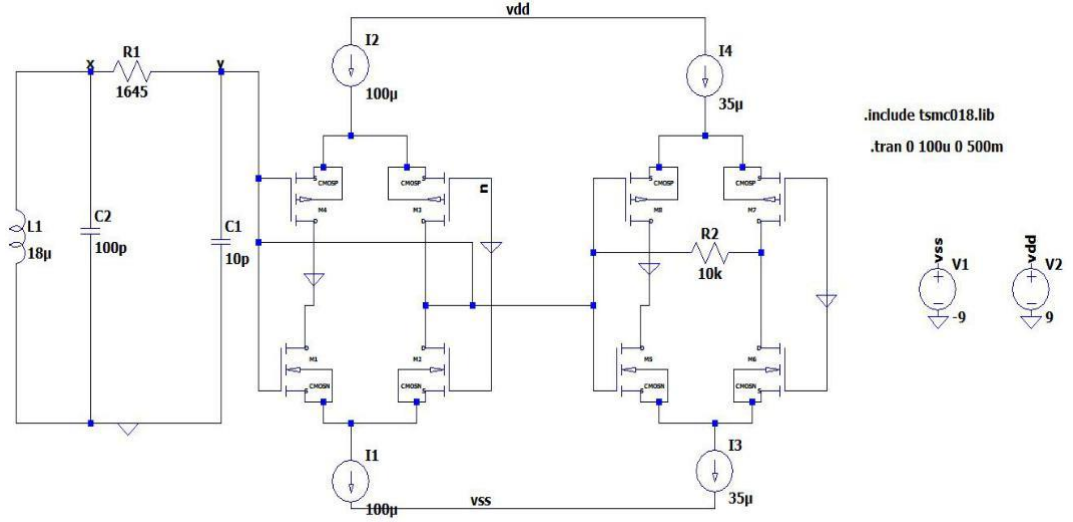 vdd
I2
100µ
I4
35µ
x
R1
1645
y
.include tsmc018.lib
.tran 0 100u 0 500m
S
CMOSP
M4
D
S
CMOSP
M3
D
n
S
CMOSP
M8
D
S
CMOSP
M7
D
L1
18µ
C2
100p
C1
10p
R2
10k
vss
V1
-9
vdd
V2
9
D
M1
CMOSN
S
D
M2
CMOSN
S
D
M5
CMOSN
S
D
M6
CMOSN
S
I1
100µ
vss
I3
35µ